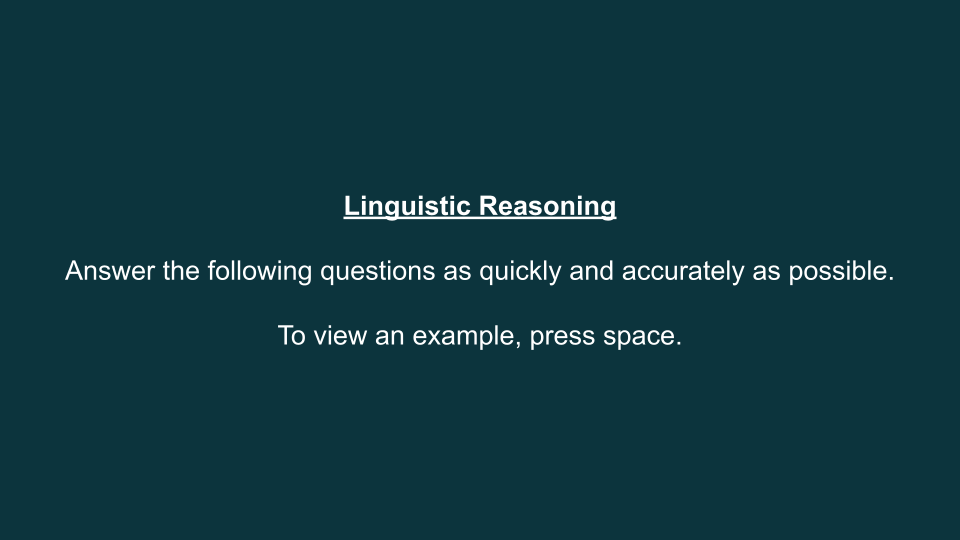 Linguistic Reasoning
Answer the following questions as quickly and accurately as possible.
To view an example, press space.